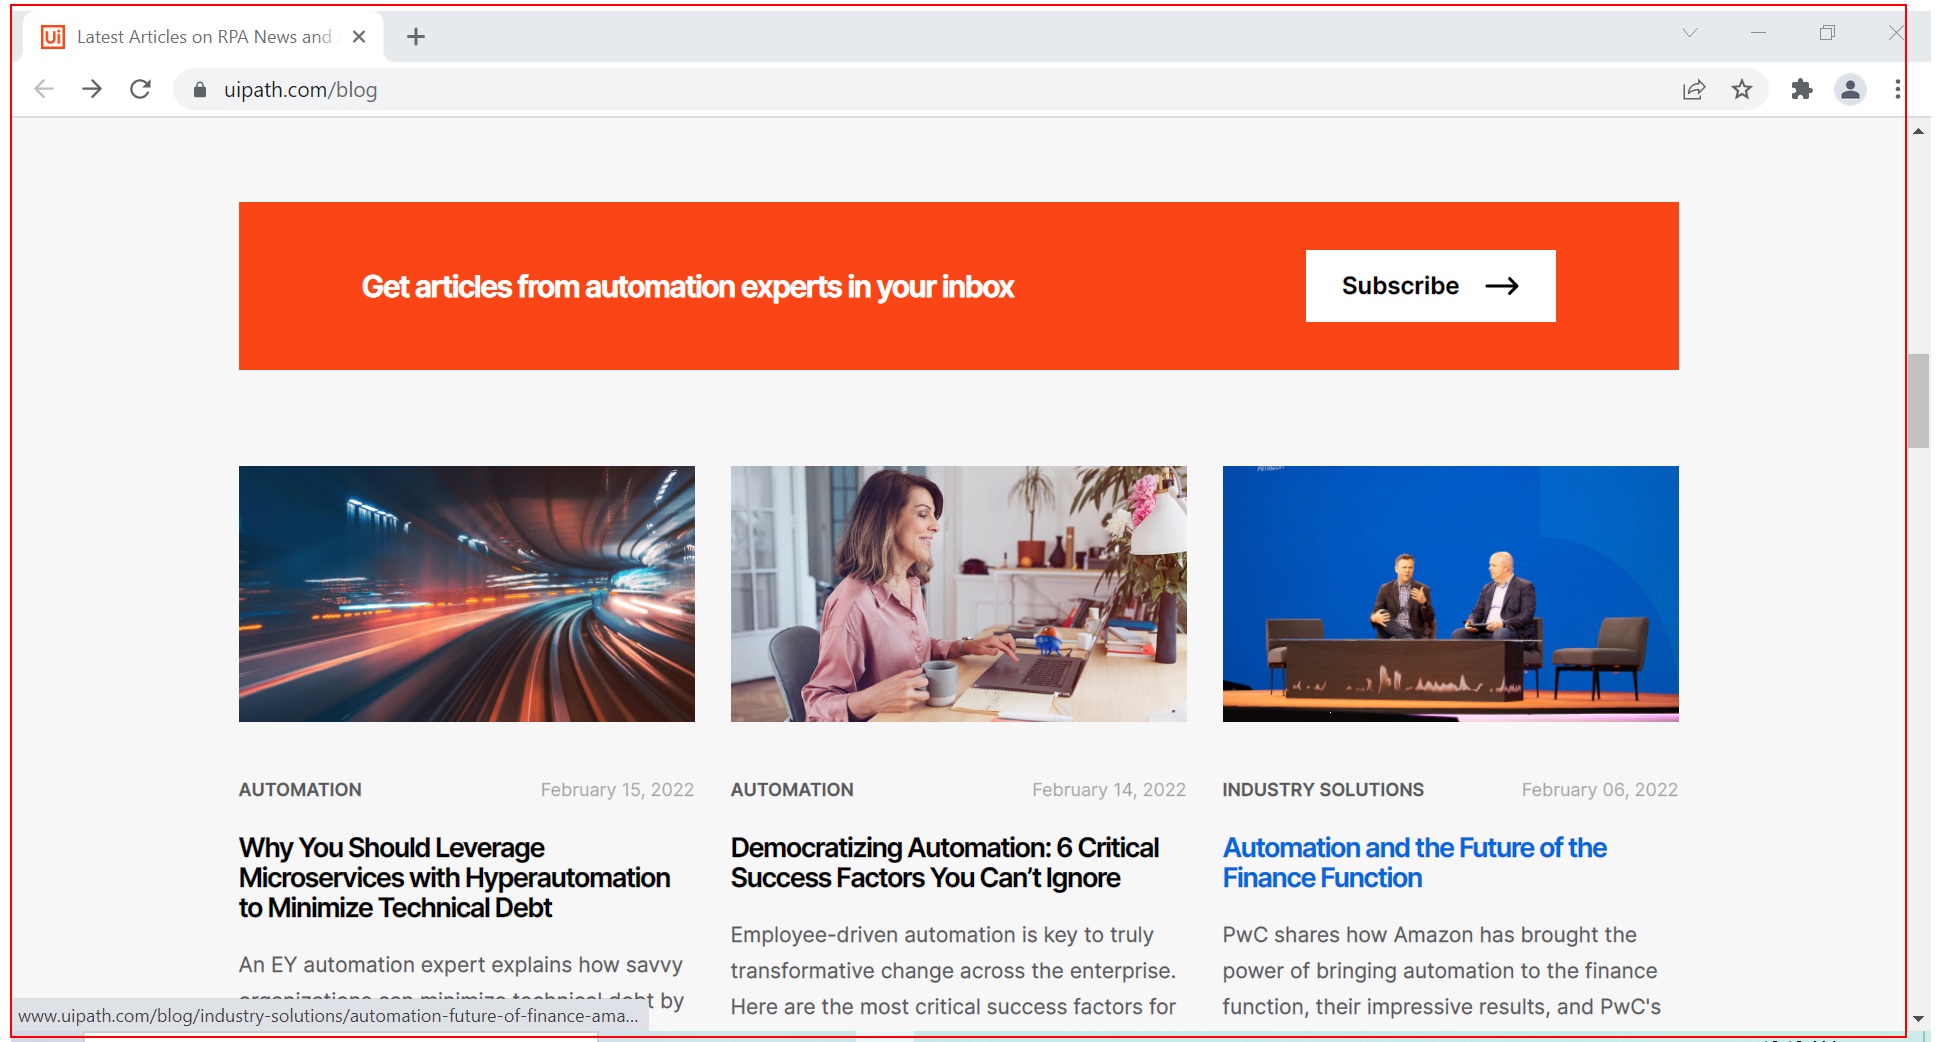 Ui Latest Articles on RPA News and
uipath.com/blog
Get articles from automation experts in your inbox
Subscribe
AUTOMATION
February 15, 2022
Why You Should Leverage
Microservices with Hyperautomation
to Minimize Technical Debt
An EY automation expert explains how savvy
organizations can minimize technical debt by
AUTOMATION
February 14, 2022
Democratizing Automation: 6 Critical
Success Factors You Can't Ignore
Employee-driven automation is key to truly
transformative change across the enterprise.
Here are the most critical success factors for
INDUSTRY SOLUTIONS
February 06, 2022
Automation and the Future of the
Finance Function
PwC shares how Amazon has brought the
power of bringing automation to the finance
function, their impressive results, and PwC's
www.uipath.com/blog/industry-solutions/automation-future-of-finance-ama...